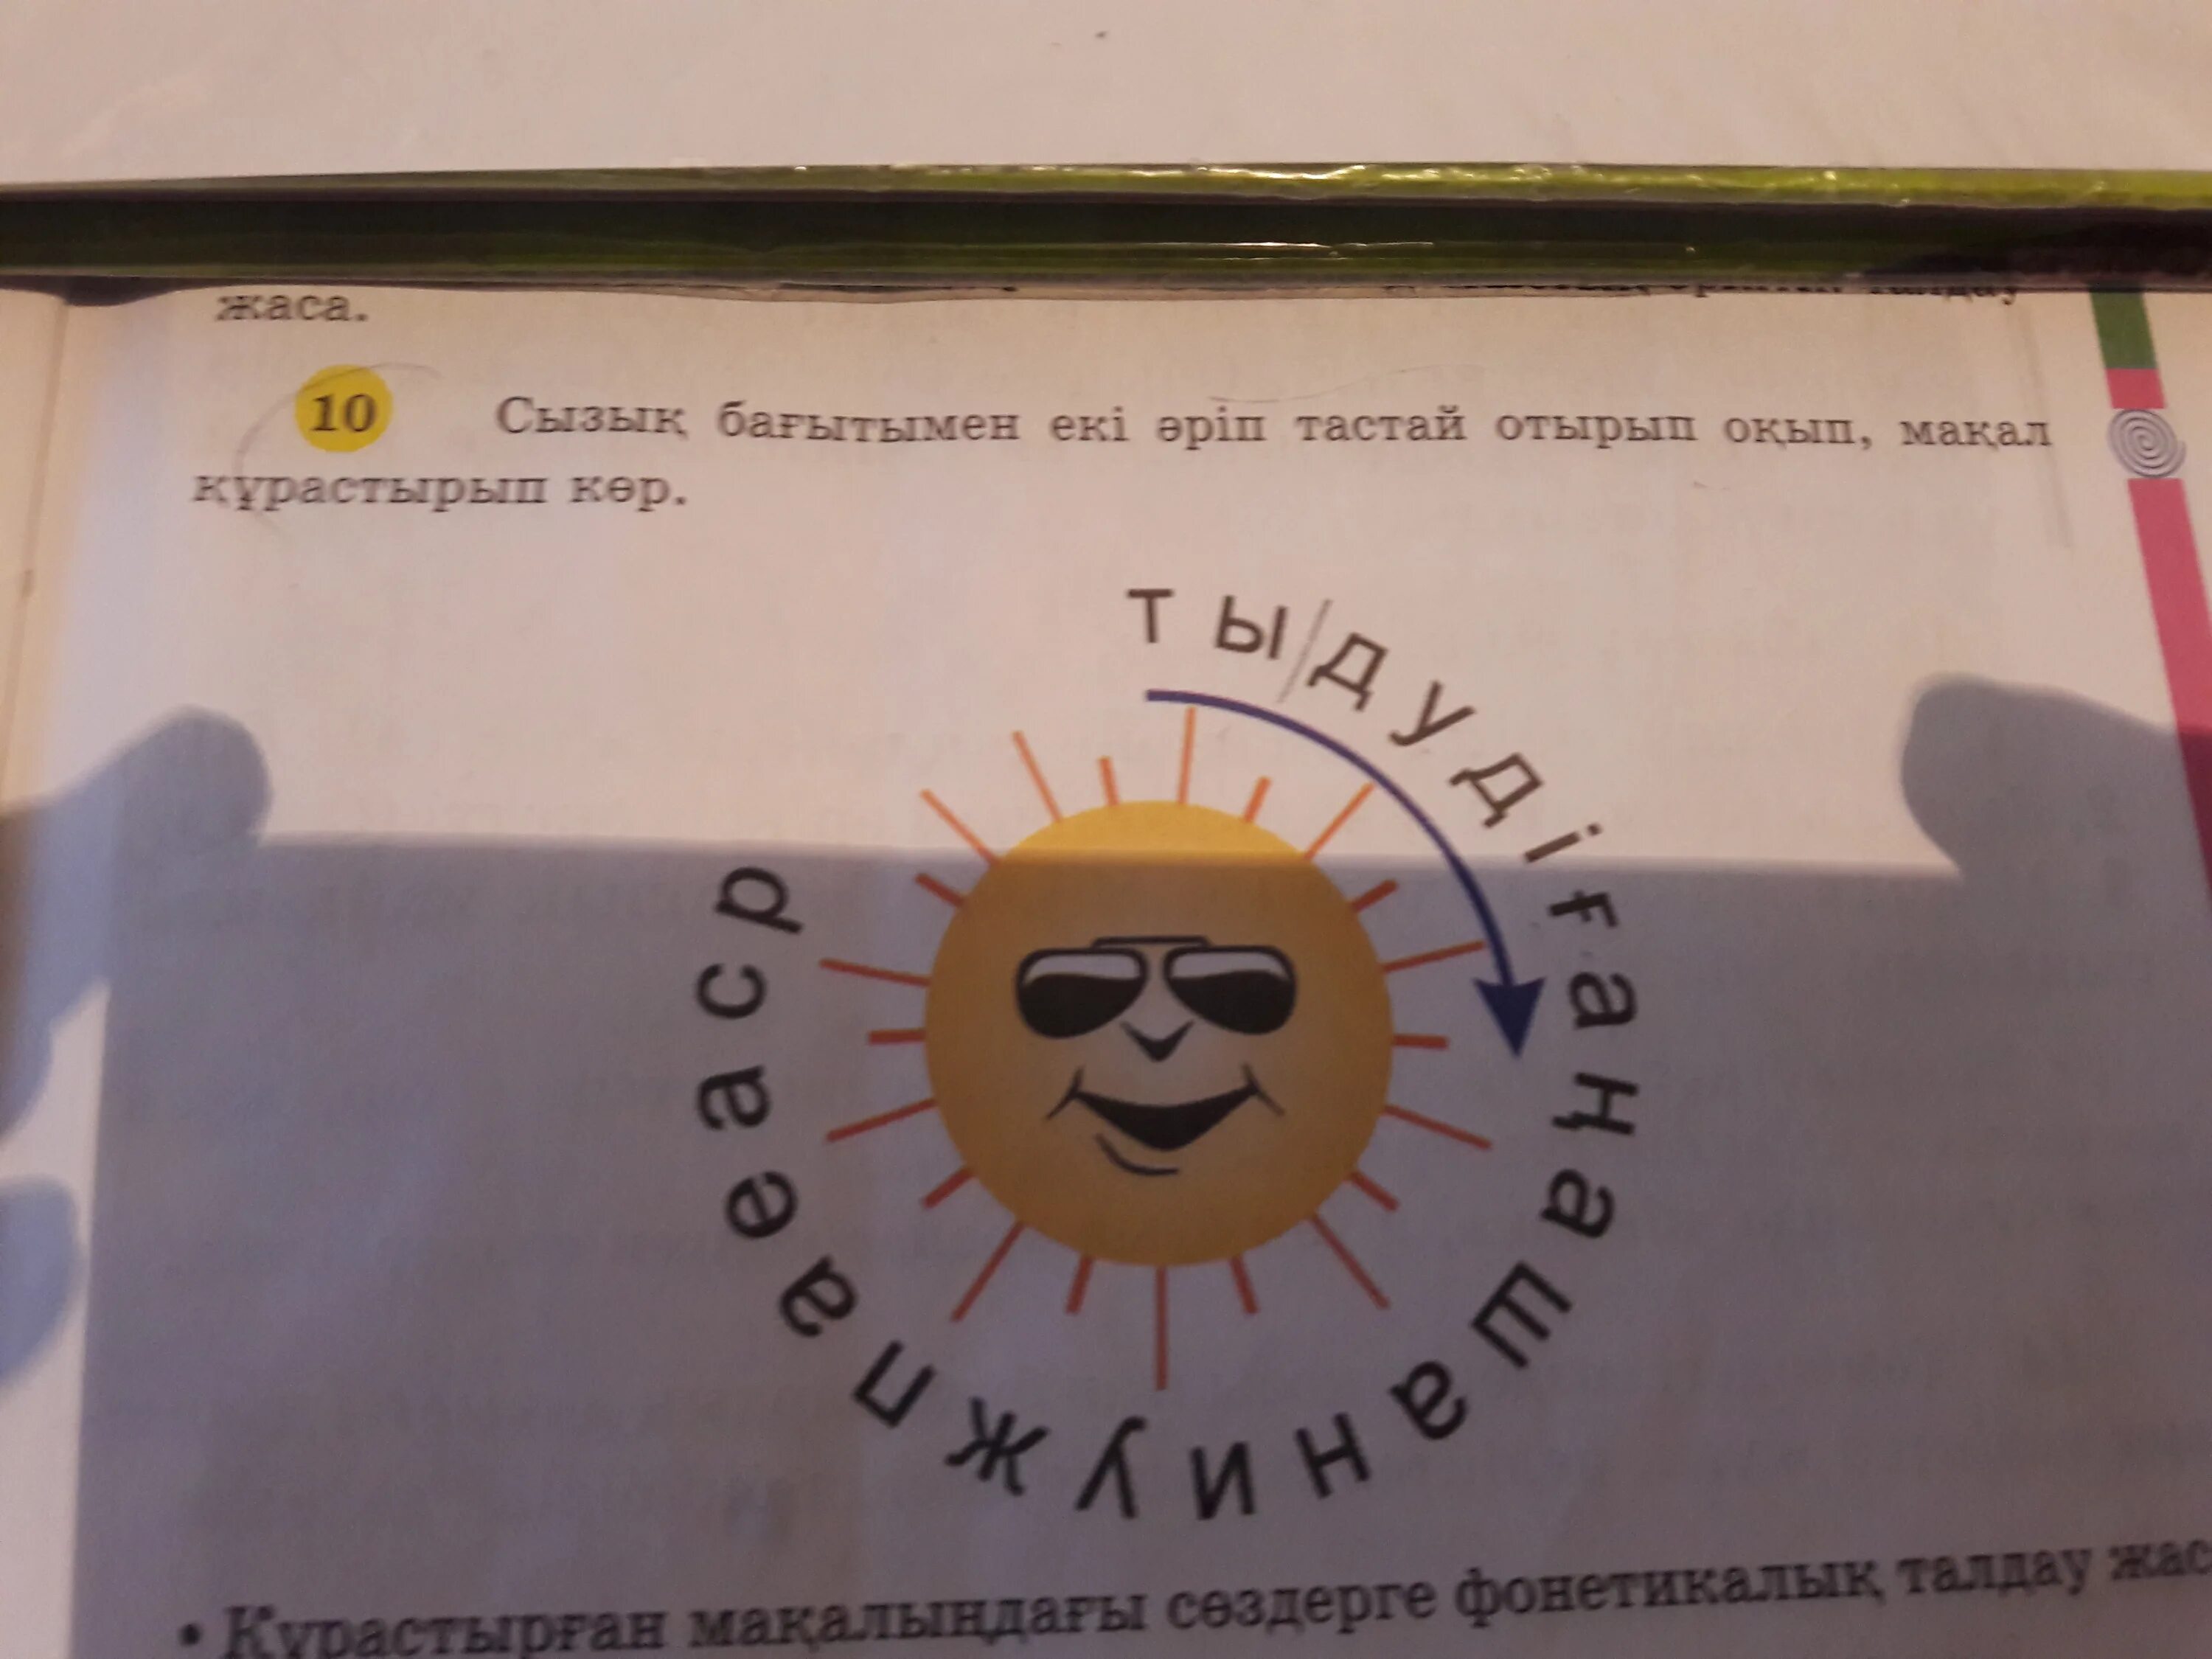 жаса.
10 Сызық бағытымен екі әріп тастай отырып оқып, мақал
құрастырып көр.
т ы д у д і ғ а ң а ш а н и у ж п а е а с р
• Құрастырған мақалыңдағы сөздерге фонетикалық талдау